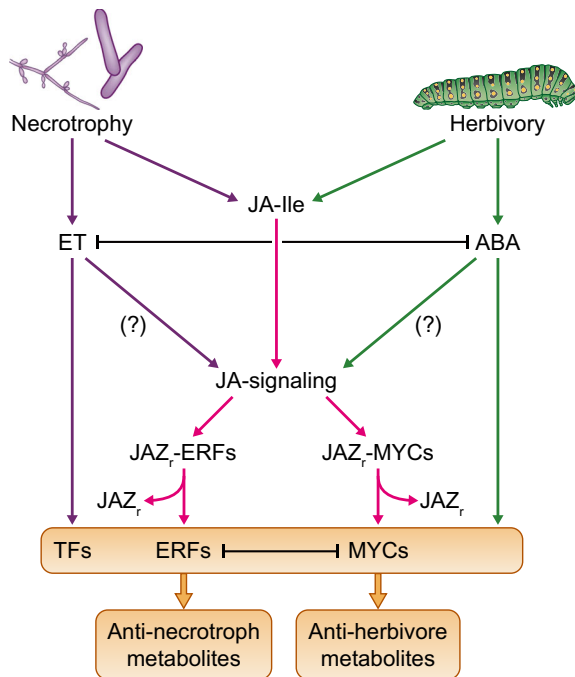 Necrotrophy
Herbivory
JA-Ile
ET
ABA
(?)
(?)
JA-signaling
JAZr-ERFs
JAZr-MYCs
JAZr
JAZr
TFs
ERFs
MYCs
Anti-necrotroph
metabolites
Anti-herbivore
metabolites